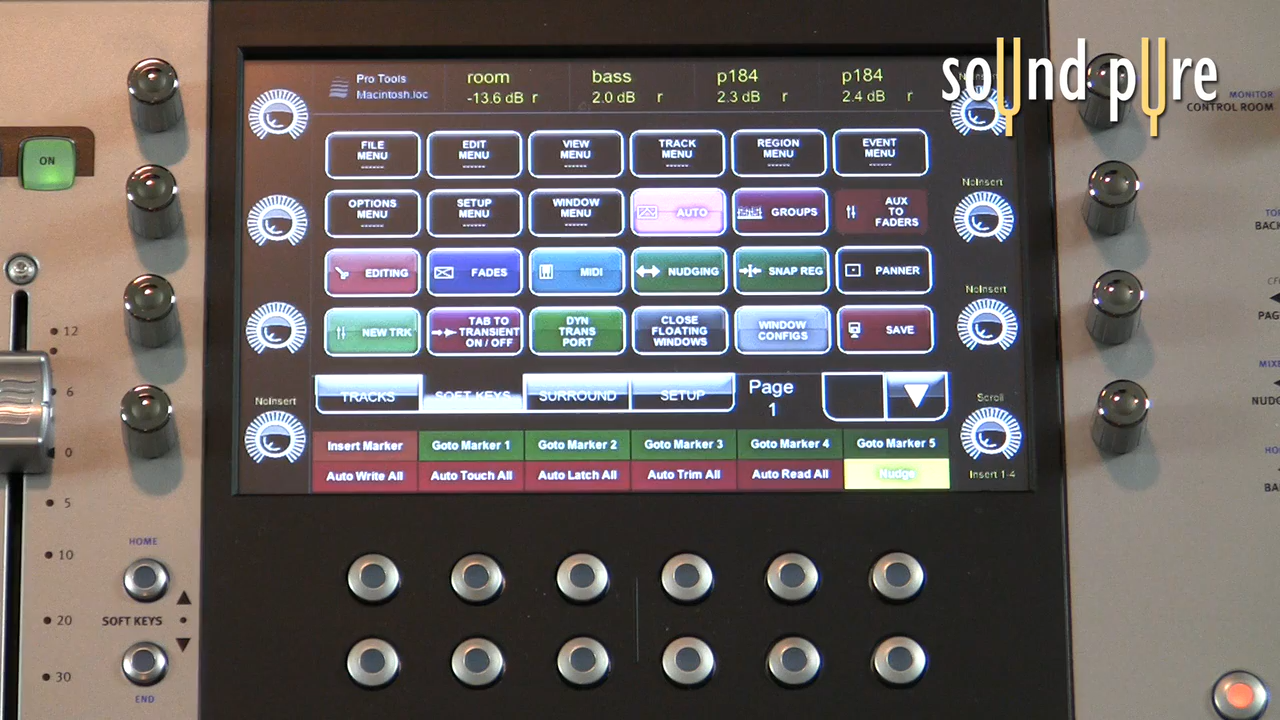 sound pure
Pro Tools
Macintosh.loc
room
-13.6 dB r
bass
2.0 dB r
p184
2.3 dB r
p184
2.4 dB r
MONITOR
CONTROL ROOM
ON
FILE
MENU
------
EDIT
MENU
------
VIEW
MENU
------
TRACK
MENU
------
REGION
MENU
------
EVENT
MENU
------
OPTIONS
MENU
------
SETUP
MENU
------
WINDOW
MENU
------
AUTO
GROUPS
AUX
TO
FADERS
NoInsert
EDITING
FADES
MIDI
NUDGING
SNAP REG
PANNER
NoInsert
NEW TRK
TAB TO
TRANSIENT
ON / OFF
DYN
TRANS
PORT
CLOSE
FLOATING
WINDOWS
WINDOW
CONFIGS
SAVE
TRACKS
SOFT KEYS
SURROUND
SETUP
Page
1
NoInsert
Scroll
Insert Marker
Goto Marker 1
Goto Marker 2
Goto Marker 3
Goto Marker 4
Goto Marker 5
Auto Write All
Auto Touch All
Auto Latch All
Auto Trim All
Auto Read All
Nudge
Insert 1-4
12
6
0
5
10
20
30
HOME
SOFT KEYS
END
BACK
PAG
MIXE
NUD
HO
BA